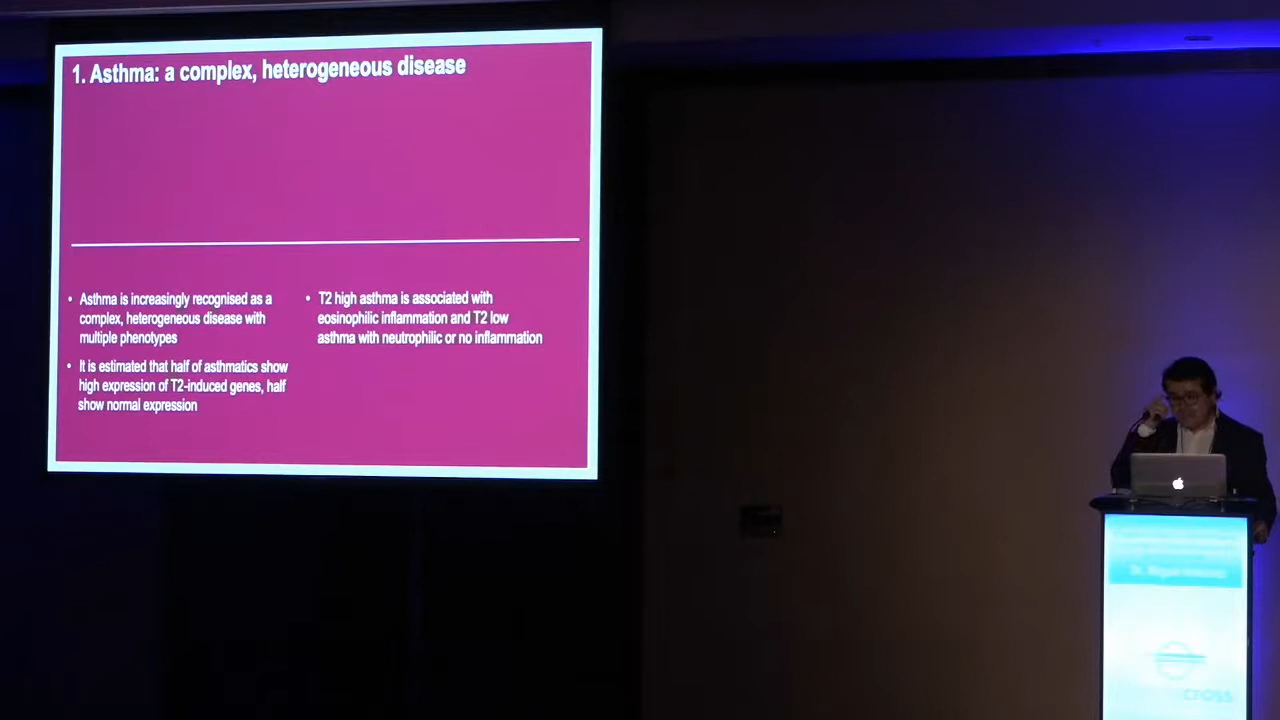 1. Asthma: a complex, heterogeneous disease
• Asthma is increasingly recognised as a
complex, heterogeneous disease with
multiple phenotypes
• It is estimated that half of asthmatics show
high expression of T2-induced genes, half
show normal expression
• T2 high asthma is associated with
eosinophilic inflammation and T2 low
asthma with neutrophilic or no inflammation
Dr.
cross